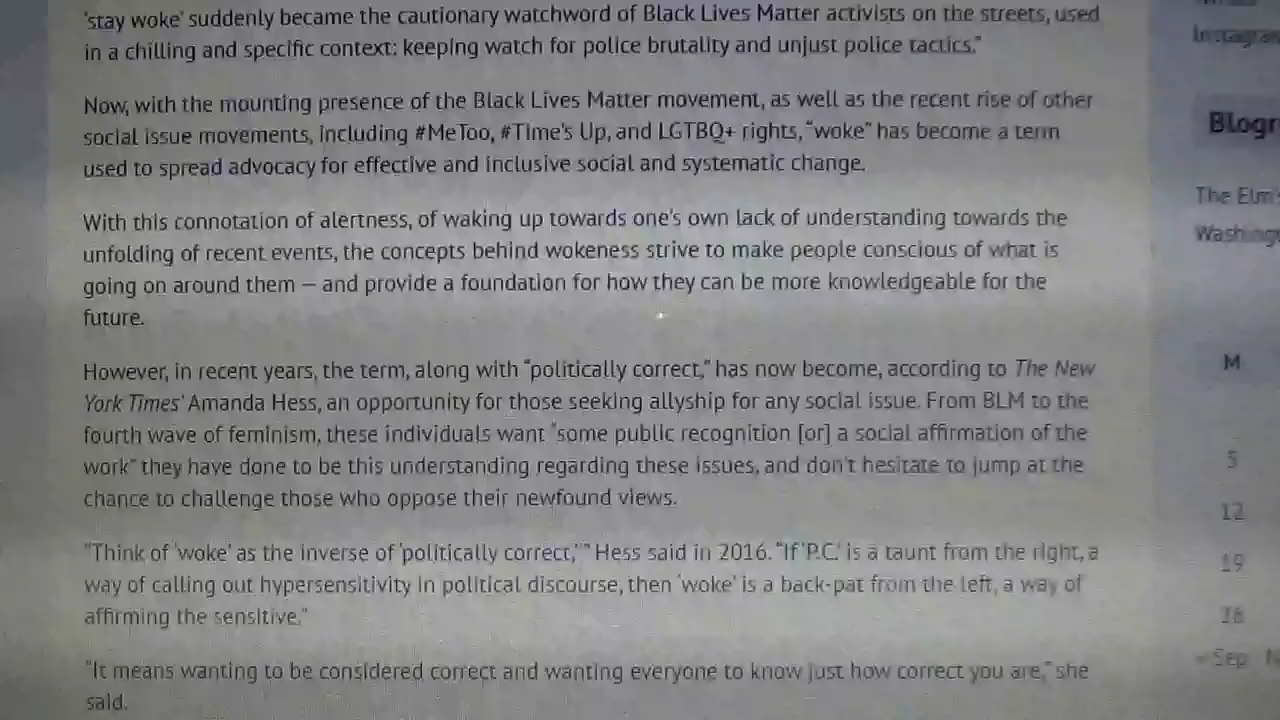 'stay woke' suddenly became the cautionary watchword of Black Lives Matter activists on the streets, used
in a chilling and specific context: keeping watch for police brutality and unjust police tactics."
Now, with the mounting presence of the Black Lives Matter movement, as well as the recent rise of other
social issue movements, including #MeToo, #Time's Up, and LGTBQ+ rights, "woke" has become a term
used to spread advocacy for effective and inclusive social and systematic change.
With this connotation of alertness, of waking up towards one's own lack of understanding towards the
unfolding of recent events, the concepts behind wokeness strive to make people conscious of what is
going on around them — and provide a foundation for how they can be more knowledgeable for the
future.
However, in recent years, the term, along with "politically correct," has now become, according to The New
York Times' Amanda Hess, an opportunity for those seeking allyship for any social issue. From BLM to the
fourth wave of feminism, these individuals want "some public recognition [or] a social affirmation of the
work" they have done to be this understanding regarding these issues, and don't hesitate to jump at the
chance to challenge those who oppose their newfound views.
"Think of 'woke' as the inverse of 'politically correct,'" Hess said in 2016. "If 'P.C.' is a taunt from the right, a
way of calling out hypersensitivity in political discourse, then 'woke' is a back-pat from the left, a way of
affirming the sensitive."
"It means wanting to be considered correct and wanting everyone to know just how correct you are," she
said.
Instagra
Blogr
The Elm
Washing
M
5
12
19
26
« Sep